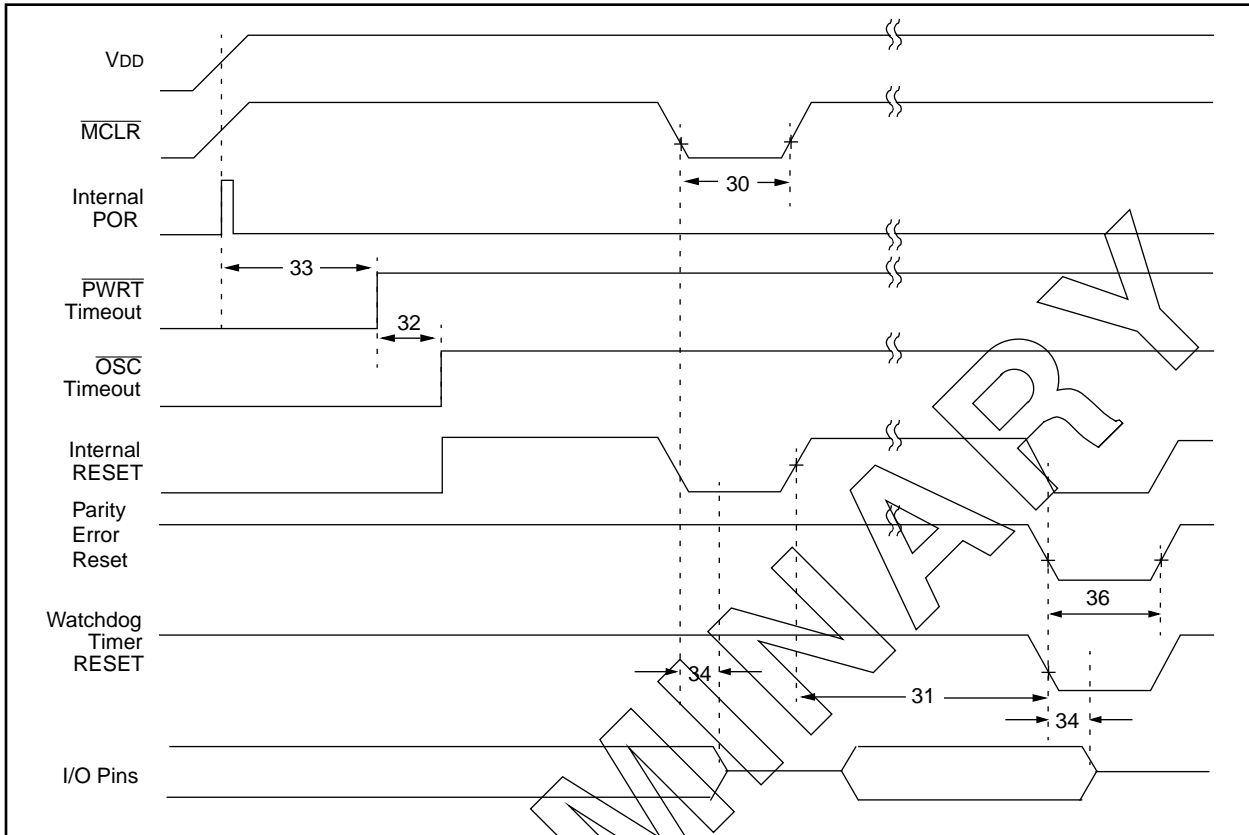 VDD
MCLR
Internal
POR
PWRT
Timeout
OSC
Timeout
Internal
RESET
Parity
Error
Reset
Watchdog
Timer
RESET
I/O Pins
30
33
32
36
34
31
34
MINARY